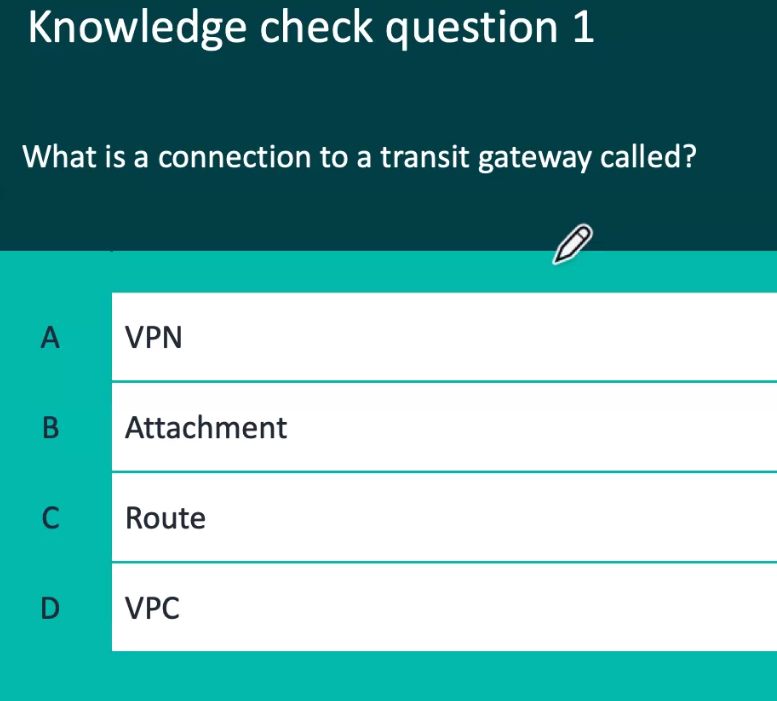 Knowledge check question 1
What is a connection to a transit gateway called?
A VPN
B Attachment
C Route
D VPC